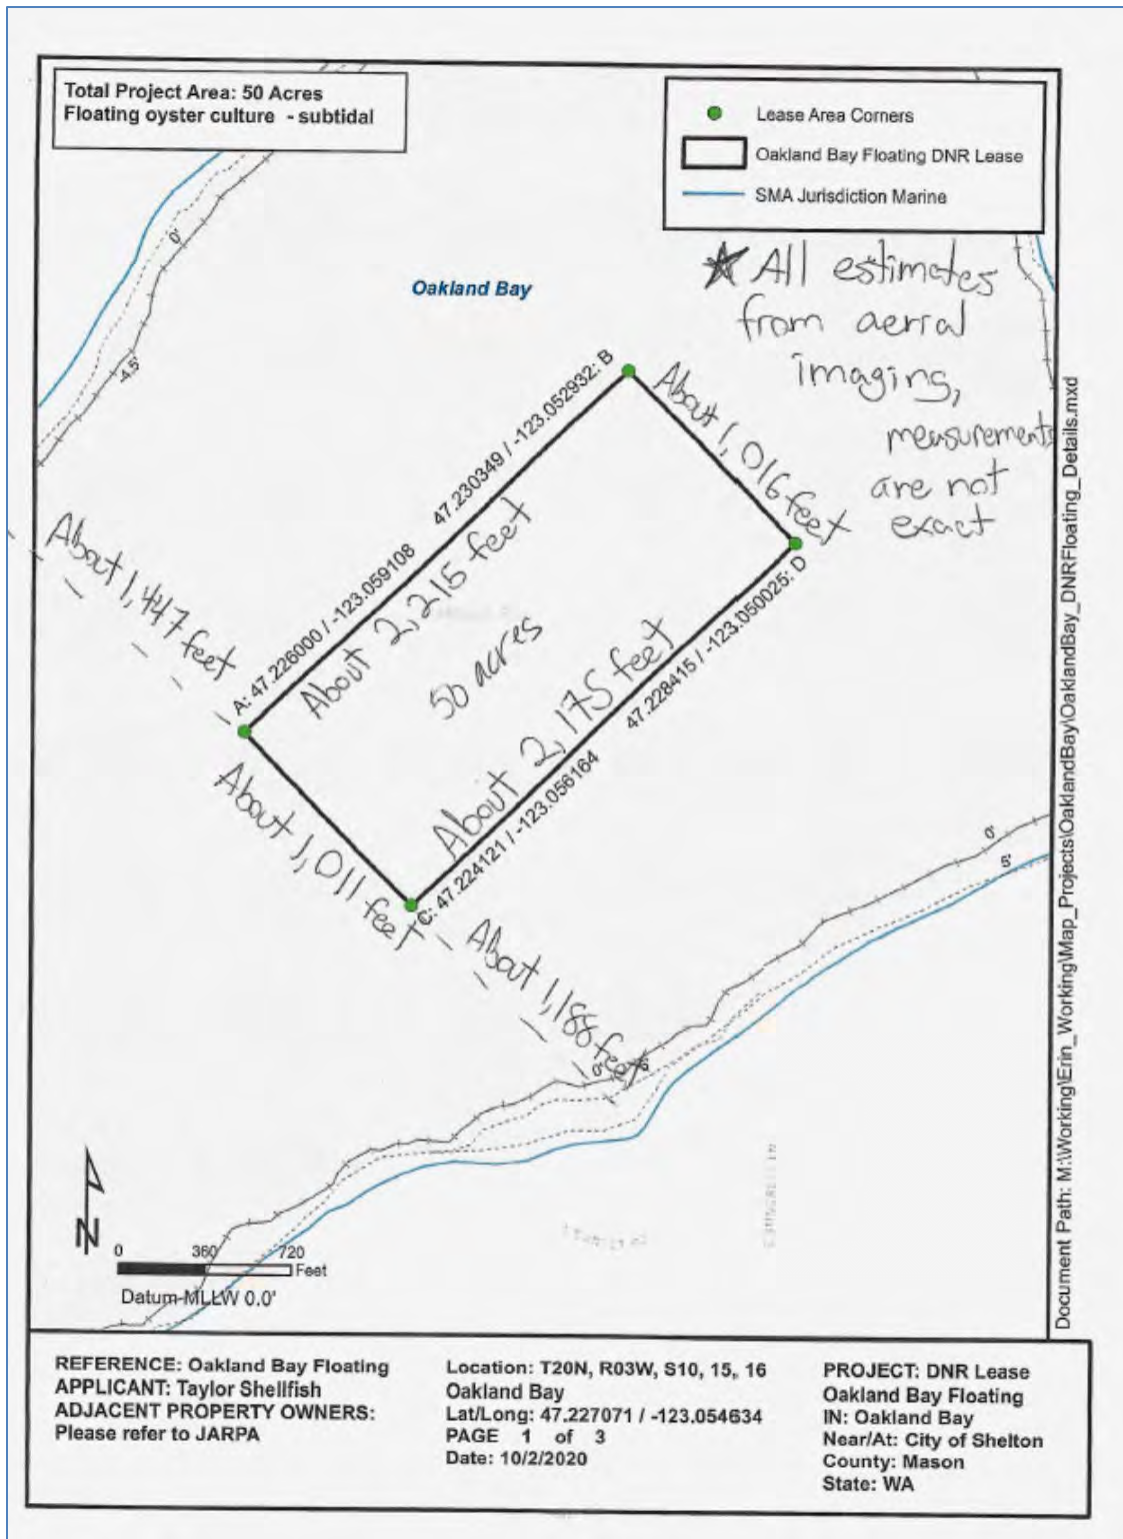 Total Project Area: 50 Acres
Floating oyster culture - subtidal
Lease Area Corners
Oakland Bay Floating DNR Lease
SMA Jurisdiction Marine
★ All estimates
from aerial
imaging,
measurements
are not
exact
Oakland Bay
0'
-4.5'
47.230349 / -123.052932: B
About 1,016 feet
About 1,447 feet
A: 47.226000 / -123.059108
About 2,215 feet
50 acres
About 2,175 feet
47.228415 / -123.050025: D
About 1,011 feet
C: 47.224121 / -123.056164
About 1,188 feet
0'
5'
0'
N
0 360 720
Feet
Datum-MLLW 0.0'
Document Path: M:\Working\Erin_Working\Map_Projects\OaklandBay\OaklandBay_DNRFloating_Details.mxd
REFERENCE: Oakland Bay Floating
APPLICANT: Taylor Shellfish
ADJACENT PROPERTY OWNERS:
Please refer to JARPA
Location: T20N, R03W, S10, 15, 16
Oakland Bay
Lat/Long: 47.227071 / -123.054634
PAGE 1 of 3
Date: 10/2/2020
PROJECT: DNR Lease
Oakland Bay Floating
IN: Oakland Bay
Near/At: City of Shelton
County: Mason
State: WA